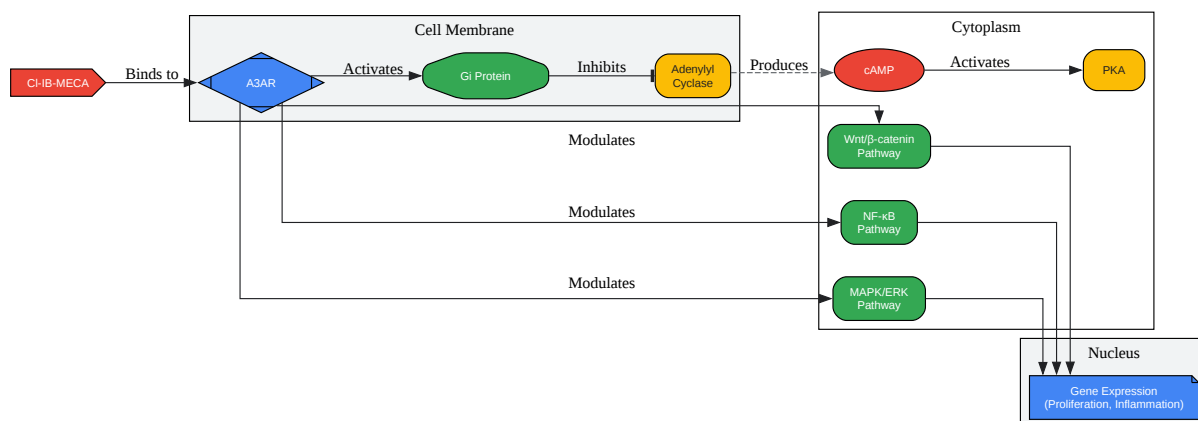 Cell Membrane
Cytoplasm
Cl-IB-MECA
Binds to
A3AR
Activates
Gi Protein
Inhibits
Adenylyl
Cyclase
Produces
cAMP
Activates
PKA
Modulates
Wnt/β-catenin
Pathway
Modulates
NF-κB
Pathway
Modulates
MAPK/ERK
Pathway
Nucleus
Gene Expression
(Proliferation, Inflammation)